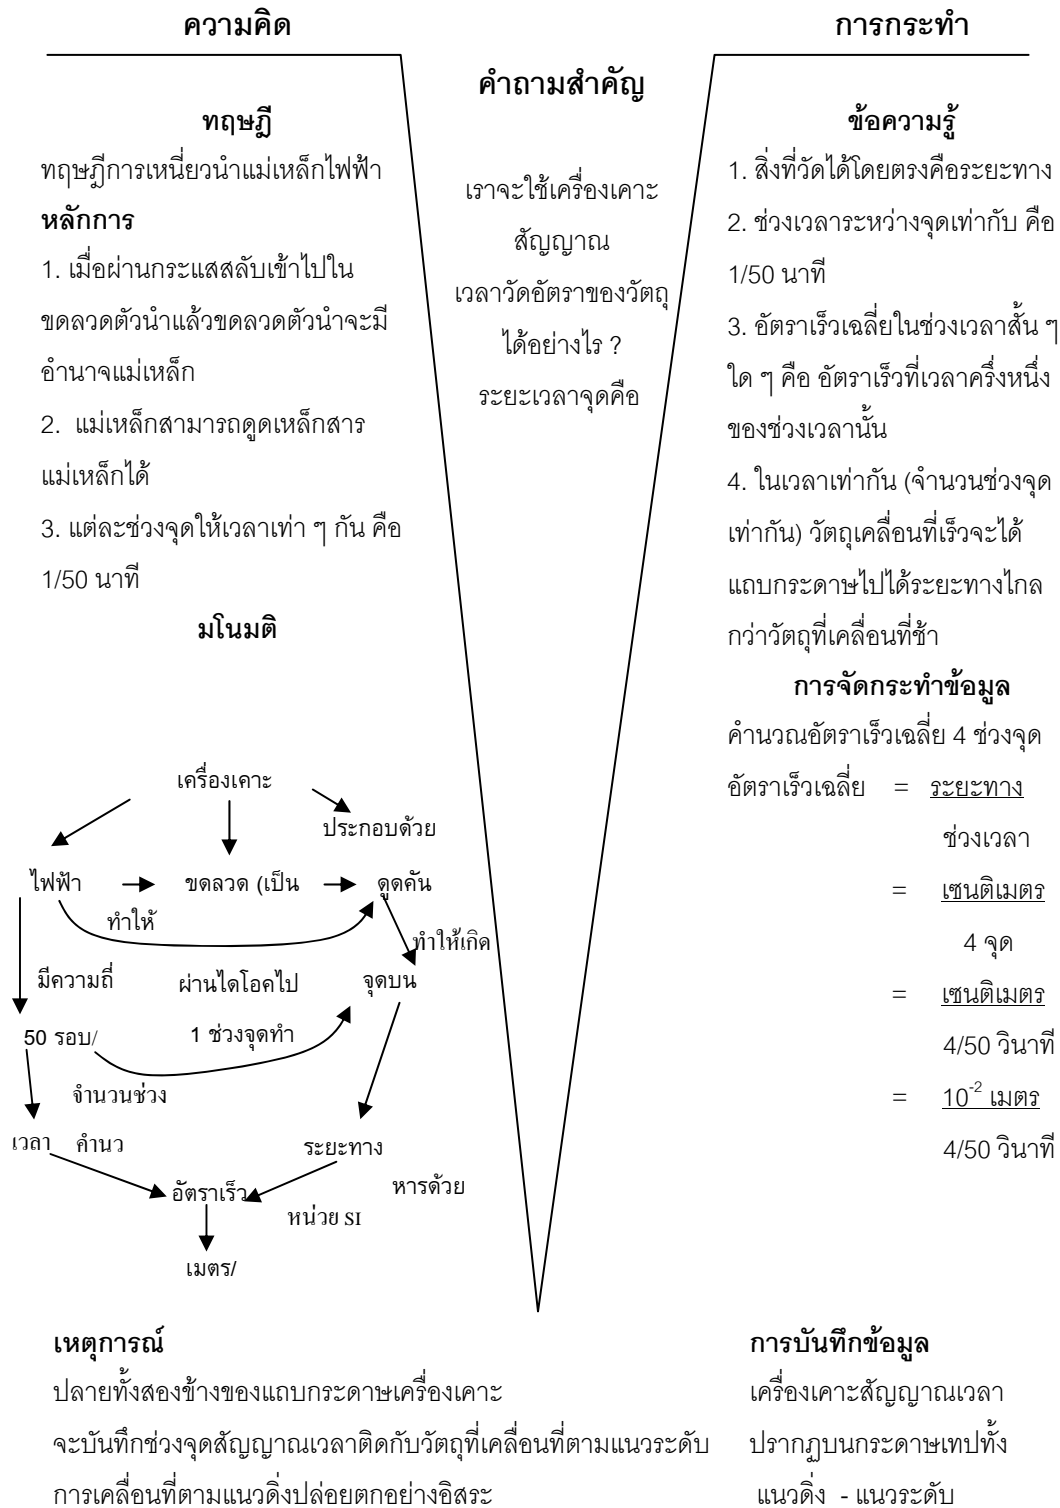 ความคิด
การกระทำ
คำถามสำคัญ
ทฤษฎี
ทฤษฎีการเหนี่ยวนำแม่เหล็กไฟฟ้า
หลักการ
1. เมื่อผ่านกระแสสลับเข้าไปใน
ขดลวดตัวนำแล้วขดลวดตัวนำจะมี
อำนาจแม่เหล็ก
2. แม่เหล็กสามารถดูดเหล็กสาร
แม่เหล็กได้
3. แต่ละช่วงจุดให้เวลาเท่า ๆ กัน คือ
1/50 นาที
มโนมติ
เราจะใช้เครื่องเคาะ
สัญญาณ
เวลาวัดอัตราของวัตถุ
ได้อย่างไร ?
ระยะเวลาจุดคือ
ข้อความรู้
1. สิ่งที่วัดได้โดยตรงคือระยะทาง
2. ช่วงเวลาระหว่างจุดเท่ากับ คือ
1/50 นาที
3. อัตราเร็วเฉลี่ยในช่วงเวลาสั้น ๆ
ใด ๆ คือ อัตราเร็วที่เวลาครึ่งหนึ่ง
ของช่วงเวลานั้น
4. ในเวลาเท่ากัน (จำนวนช่วงจุด
เท่ากัน) วัตถุเคลื่อนที่เร็วจะได้
แถบกระดาษไปได้ระยะทางไกล
กว่าวัตถุที่เคลื่อนที่ช้า
การจัดกระทำข้อมูล
คำนวณอัตราเร็วเฉลี่ย 4 ช่วงจุด
อัตราเร็วเฉลี่ย = ระยะทาง
ช่วงเวลา
= เซนติเมตร
4 จุด
= เซนติเมตร
4/50 วินาที
= 10⁻² เมตร
4/50 วินาที
เครื่องเคาะ
ประกอบด้วย
ไฟฟ้า ขดลวด (เป็น ดูดคัน
ทำให้
ทำให้เกิด
มีความถี่ ผ่านไดโอคไป จุดบน
50 รอบ/ 1 ช่วงจุดทำ
จำนวนช่วง
เวลา คำนว ระยะทาง
อัตราเร็ว หารด้วย
หน่วย SI
เมตร/
เหตุการณ์
ปลายทั้งสองข้างของแถบกระดาษเครื่องเคาะ
จะบันทึกช่วงจุดสัญญาณเวลาติดกับวัตถุที่เคลื่อนที่ตามแนวระดับ
การเคลื่อนที่ตามแนวดิ่งปล่อยตกอย่างอิสระ
การบันทึกข้อมูล
เครื่องเคาะสัญญาณเวลา
ปรากฏบนกระดาษเทปทั้ง
แนวดิ่ง - แนวระดับ